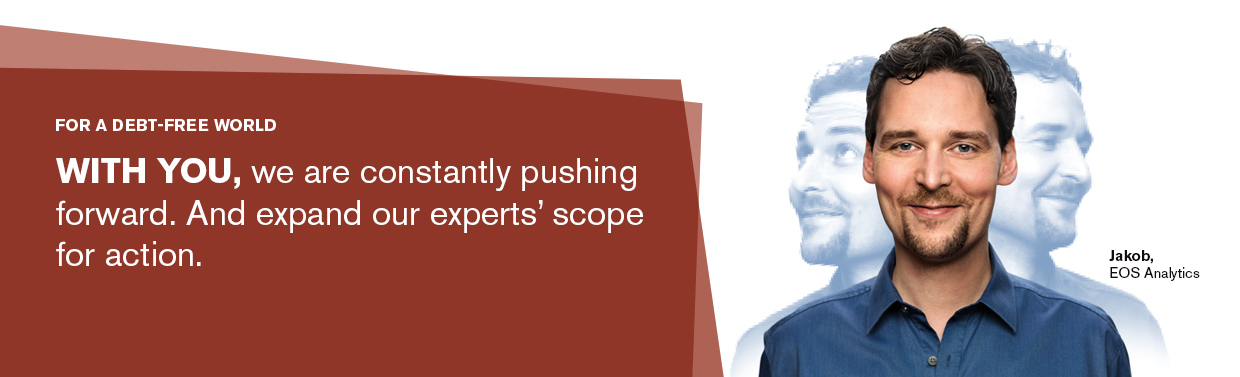 FOR A DEBT-FREE WORLD
WITH YOU, we are constantly pushing
forward. And expand our experts’ scope
for action.
Jakob,
EOS Analytics